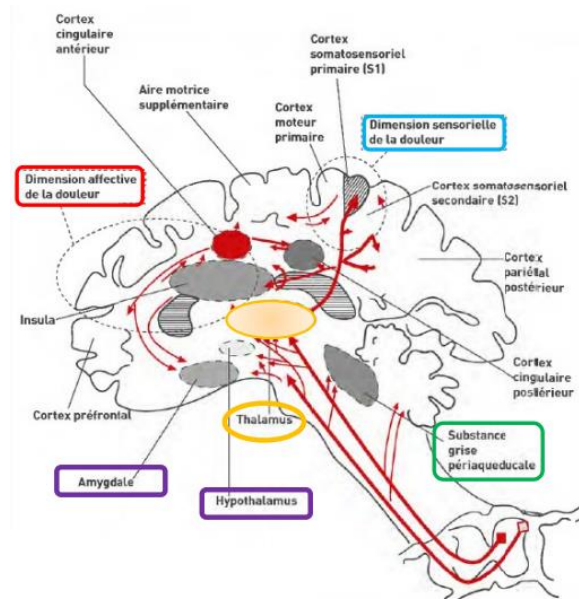 Cortex
cingulaire
antérieur
Cortex
somatosensoriel
primaire (S1)
Aire motrice
supplémentaire
Cortex
moteur
primaire
Dimension sensorielle
de la douleur
Dimension affective
de la douleur
Cortex somatosensoriel
secondaire (S2)
Cortex
pariétal
postérieur
Insula
Cortex
cingulaire
postérieur
Cortex préfrontal
Thalamus
Substance
grise
périaqueducale
Amygdale
Hypothalamus